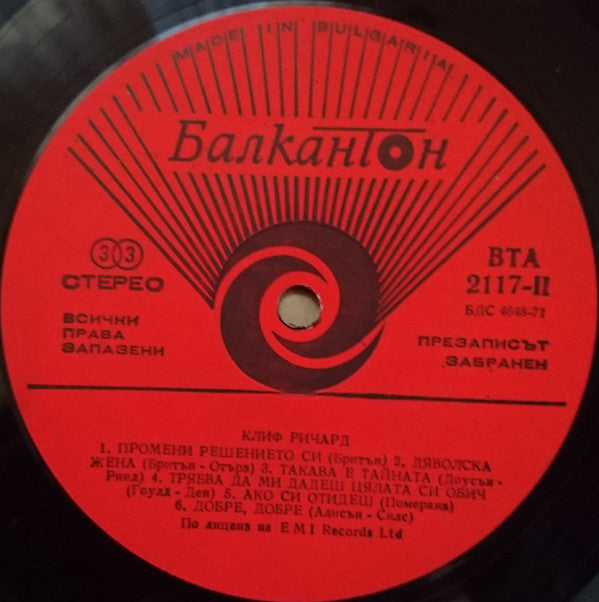 MADE IN BULGARIA
Балкантон
33
СТЕРЕО
ВТА
2117-II
БДС 4648-71
ВСИЧКИ
ПРАВА
ЗАПАЗЕНИ
ПРЕЗАПИСЪТ
ЗАБРАНЕН
КЛИФ РИЧАРД
1. ПРОМЕНИ РЕШЕНИЕТО СИ (Бритън) 2. ДЯВОЛСКА
ЖЕНА (Бритън - Отъра) 3. ТАКАВА Е ТАЙНАТА (Доусън -
Рийд) 4. ТРЯБВА ДА МИ ДАДЕШ ЦЯЛАТА СИ ОБИЧ
(Гоулд - Ден) 5. АКО СИ ОТИДЕШ (Померанц)
6. ДОБРЕ, ДОБРЕ (Алисън - Силс)
По лиценз на EMI Records Ltd